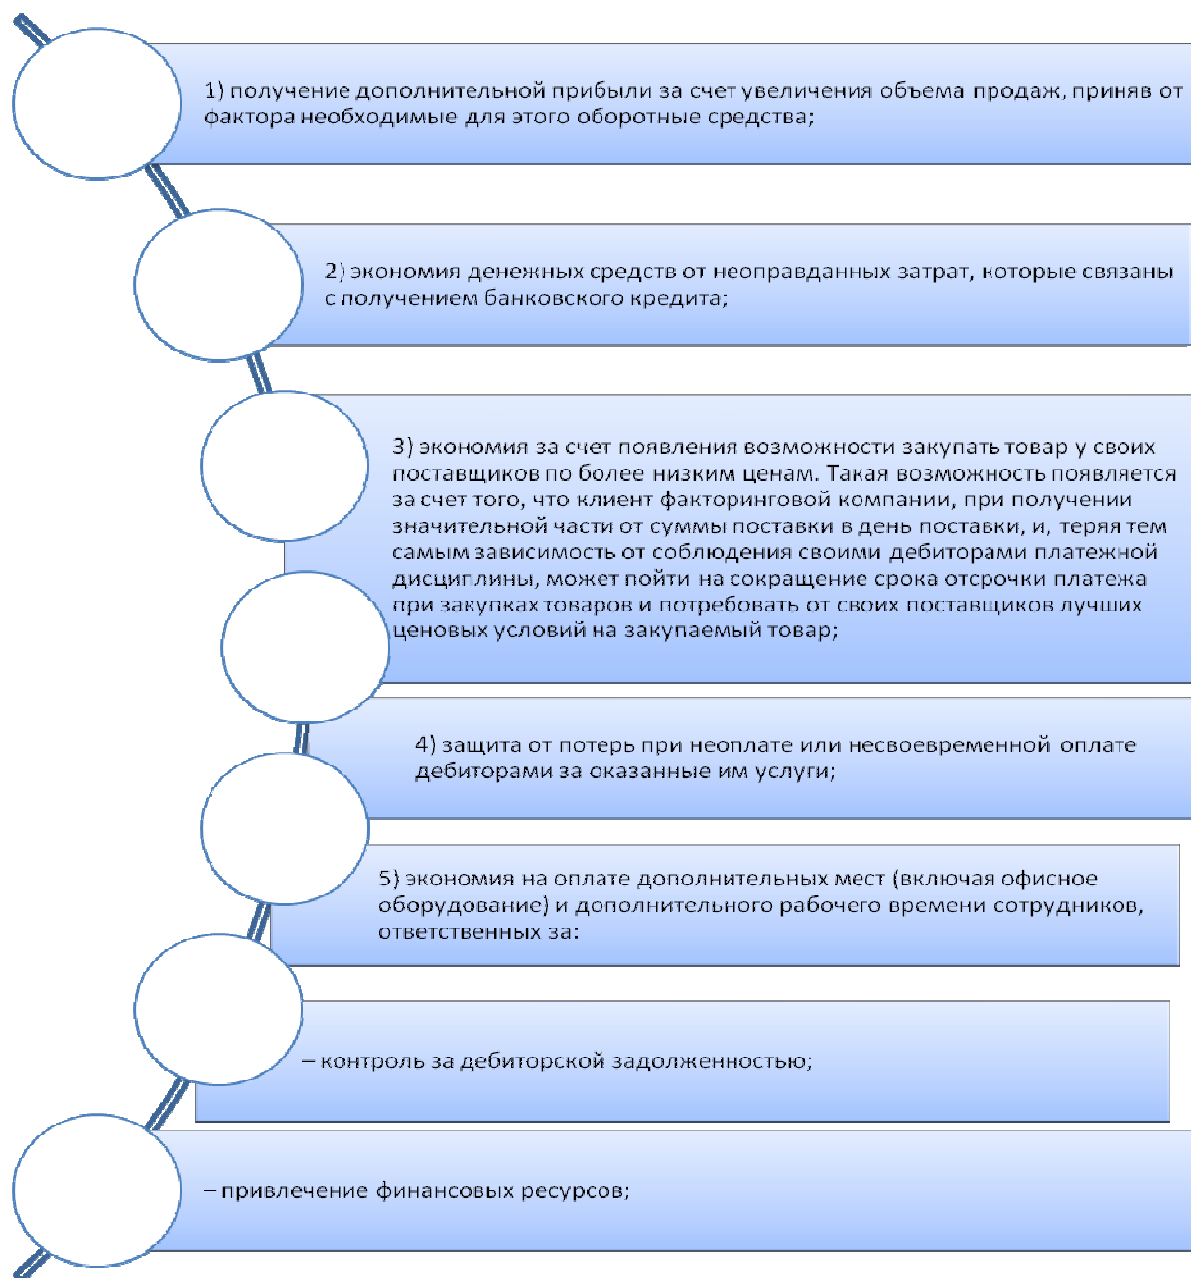 1) получение дополнительной прибыли за счет увеличения объема продаж, приняв от
фактора необходимые для этого оборотные средства;
2) экономия денежных средств от неоправданных затрат, которые связаны
с получением банковского кредита;
3) экономия за счет появления возможности закупать товар у своих
поставщиков по более низким ценам. Такая возможность появляется
за счет того, что клиент факторинговой компании, при получении
значительной части от суммы поставки в день поставки, и, теряя тем
самым зависимость от соблюдения своими дебиторами платежной
дисциплины, может пойти на сокращение срока отсрочки платежа
при закупках товаров и потребовать от своих поставщиков лучших
ценовых условий на закупаемый товар;
4) защита от потерь при неоплате или несвоевременной оплате
дебиторами за оказанные им услуги;
5) экономия на оплате дополнительных мест (включая офисное
оборудование) и дополнительного рабочего времени сотрудников,
ответственных за:
– контроль за дебиторской задолженностью;
– привлечение финансовых ресурсов;